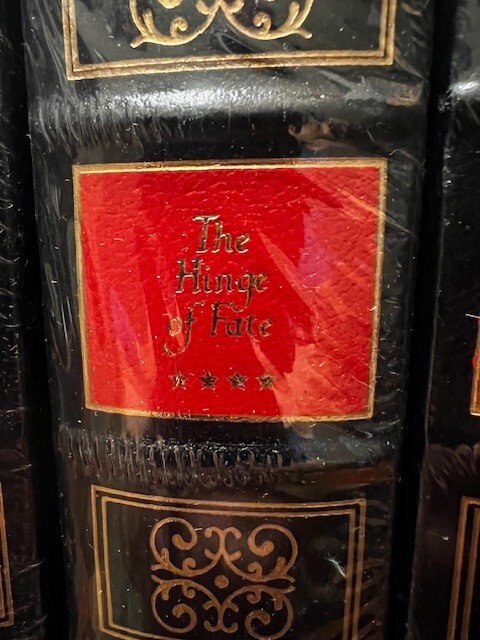 The
Hinge
of Fate
★ ★ ★ ★